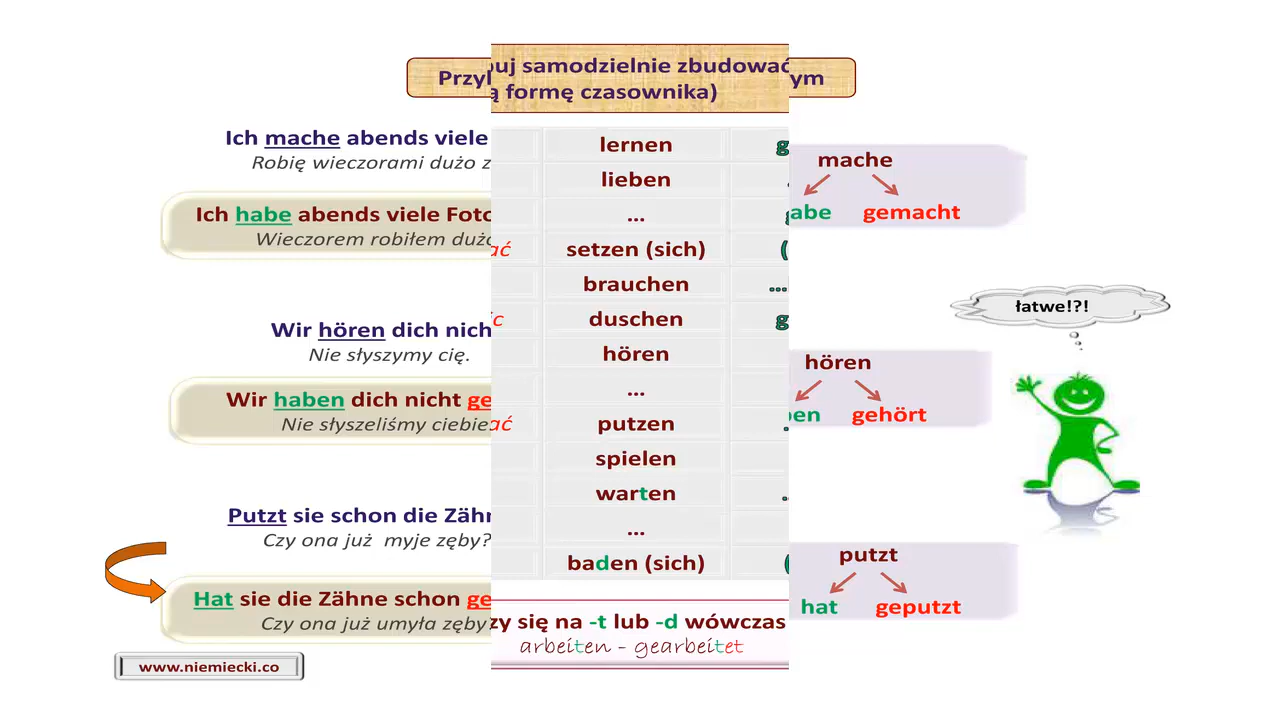 uj samodzielnie zbudować
ym
ą formę czasownika)
Ich mache abends viele
Robię wieczorami dużo z
Ich habe abends viele Foto
Wieczorem robiłem dużo
Wir hören dich nich
Nie słyszymy cię.
Wir haben dich nicht ge
Nie słyszeliśmy ciebie
Putzt sie schon die Zähn
Czy ona już myje zęby?
Hat sie die Zähne schon ge
Czy ona już umyła zęby
www.niemiecki.co
lernen
lieben
...
ać setzen (sich) (
brauchen ...
duschen g
hören
...
ać putzen
spielen
warten
...
baden (sich) (
zy się na -t lub -d wówczas
arbeiten - gearbeitet
mache
abe gemacht
łatwe!?!
hören
en gehört
putzt
hat geputzt